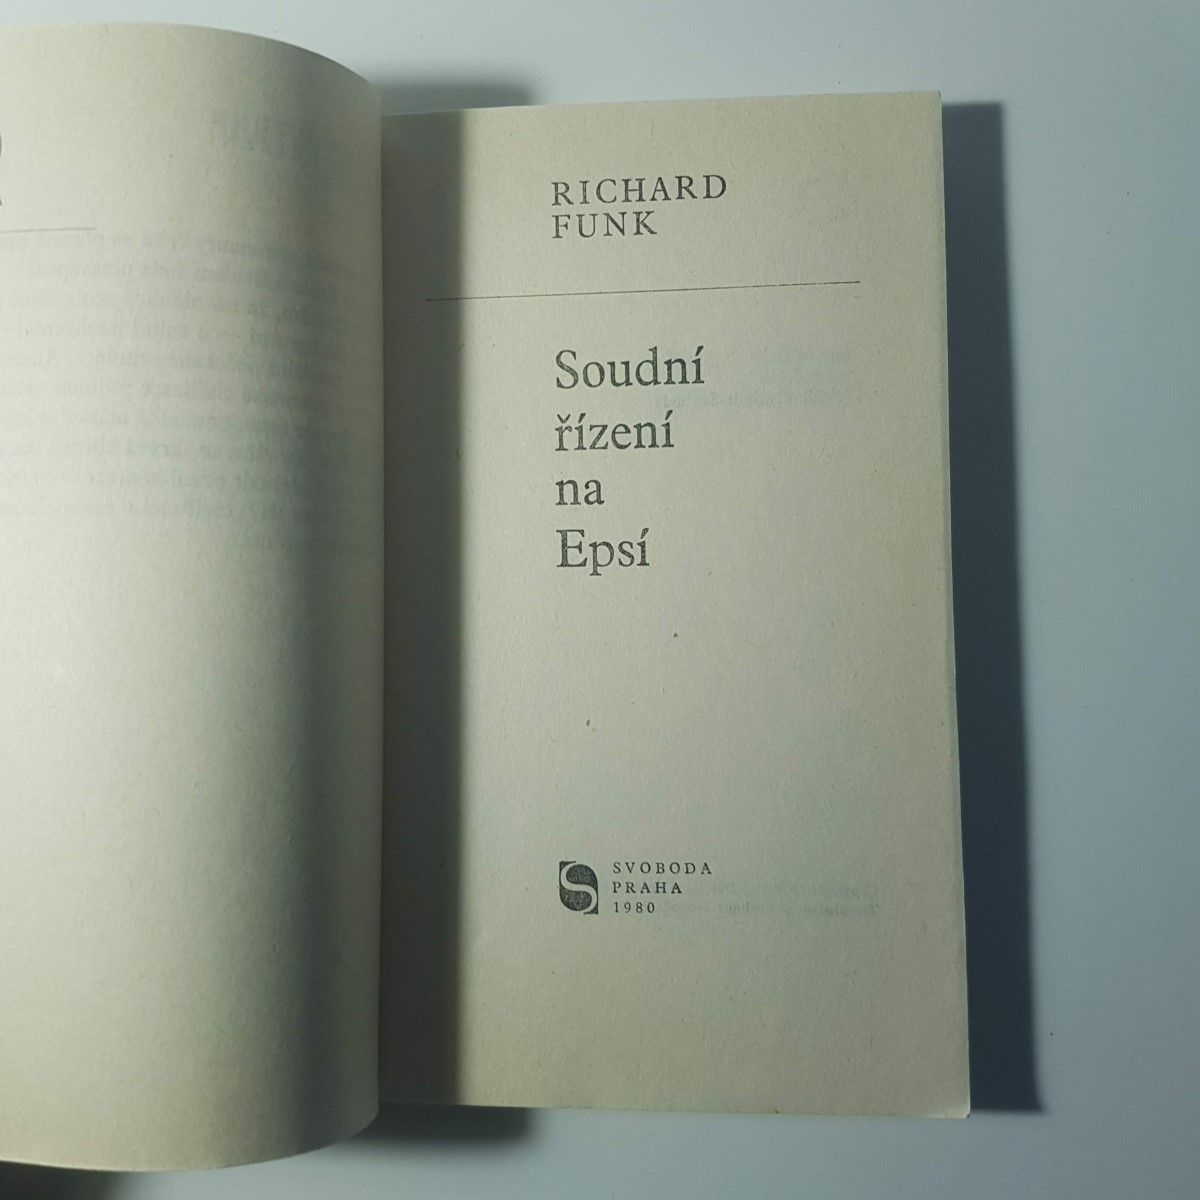 RICHARD
FUNK
Soudní
řízení
na
Epsí
SVOBODA
PRAHA
1980